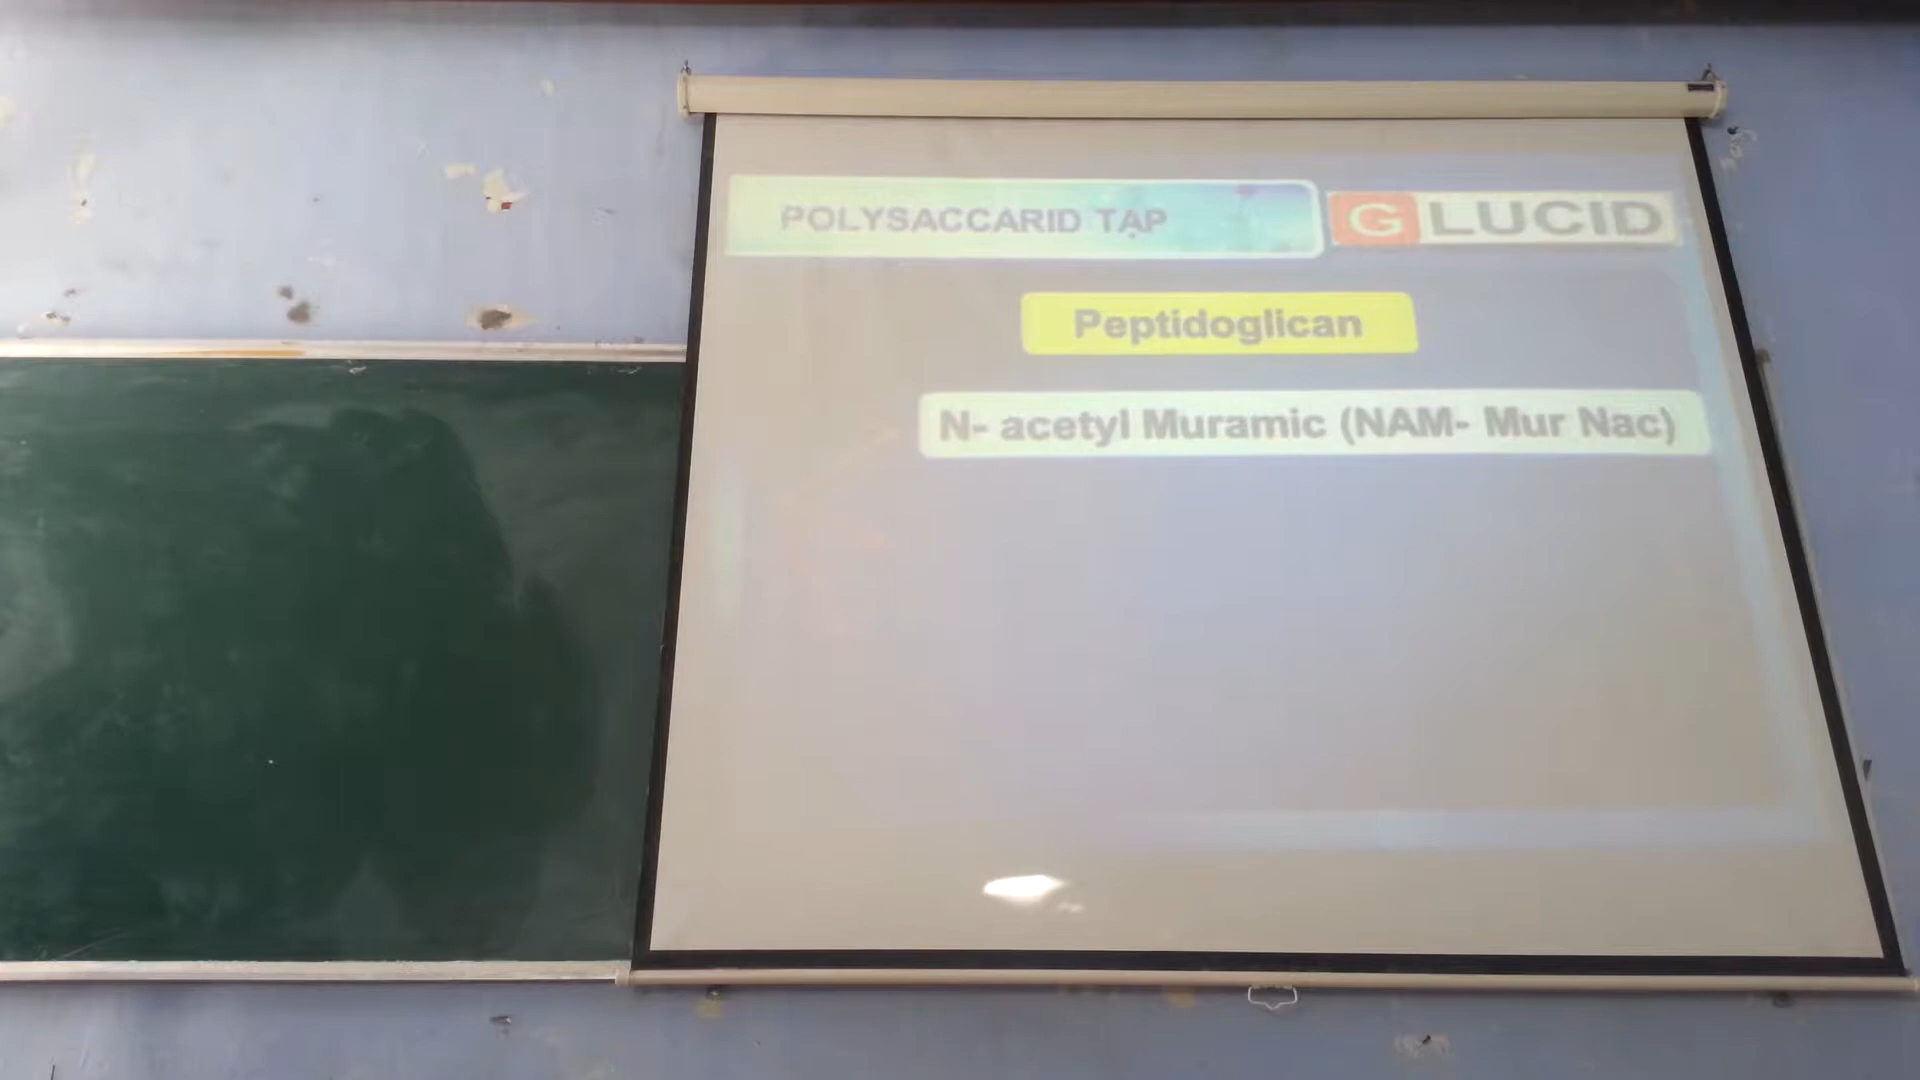 POLYSACCARID TẠP
GLUCID
Peptidoglican
N- acetyl Muramic (NAM- Mur Nac)